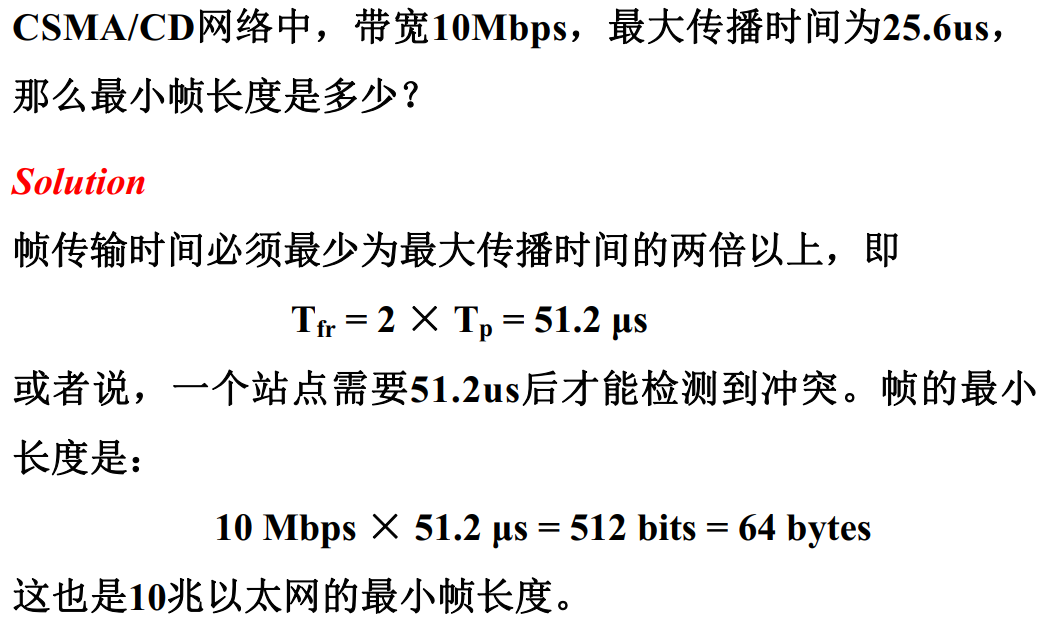 CSMA/CD网络中，带宽10Mbps，最大传播时间为25.6us，
那么最小帧长度是多少？
Solution
帧传输时间必须最少为最大传播时间的两倍以上，即
Tfr = 2 × Tp = 51.2 μs
或者说，一个站点需要51.2us后才能检测到冲突。帧的最小
长度是：
10 Mbps × 51.2 μs = 512 bits = 64 bytes
这也是10兆以太网的最小帧长度。